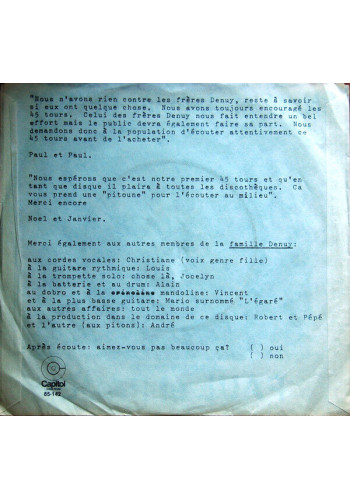 "Nous n'avons rien contre les frères Denuy, reste à savoir
si eux ont quelque chose. Nous avons toujours encouragé les
45 tours. Celui des frères Denuy nous fait entendre un bel
effort mais le public devra également faire sa part. Nous
demandons donc à la population d'écouter attentivement ce
45 tours avant de l'acheter".
Paul et Paul.
"Nous espérons que c'est notre premier 45 tours et qu'en
tant que disque il plaira à toutes les discothèques. Ca
vous prend une "pitoune" pour l'écouter au milieu".
Merci encore
Noel et Janvier.
Merci également aux autres membres de la famille Denuy:
aux cordes vocales: Christiane (voix genre fille)
à la guitare rythmique: Louis
à la trompette solo: chose là, Jocelyn
à la batterie et au drum: Alain
au dobro et à la mandoline: Vincent
et à la plus basse guitare: Mario surnommé "L'égaré"
aux autres affaires: tout le monde
à la production dans le domaine de ce disque: Robert et Pépé
et l'autre (aux pitons): André
Après écoute: aimez-vous pas beaucoup ça? ( ) oui
( ) non
Capitol
85-142